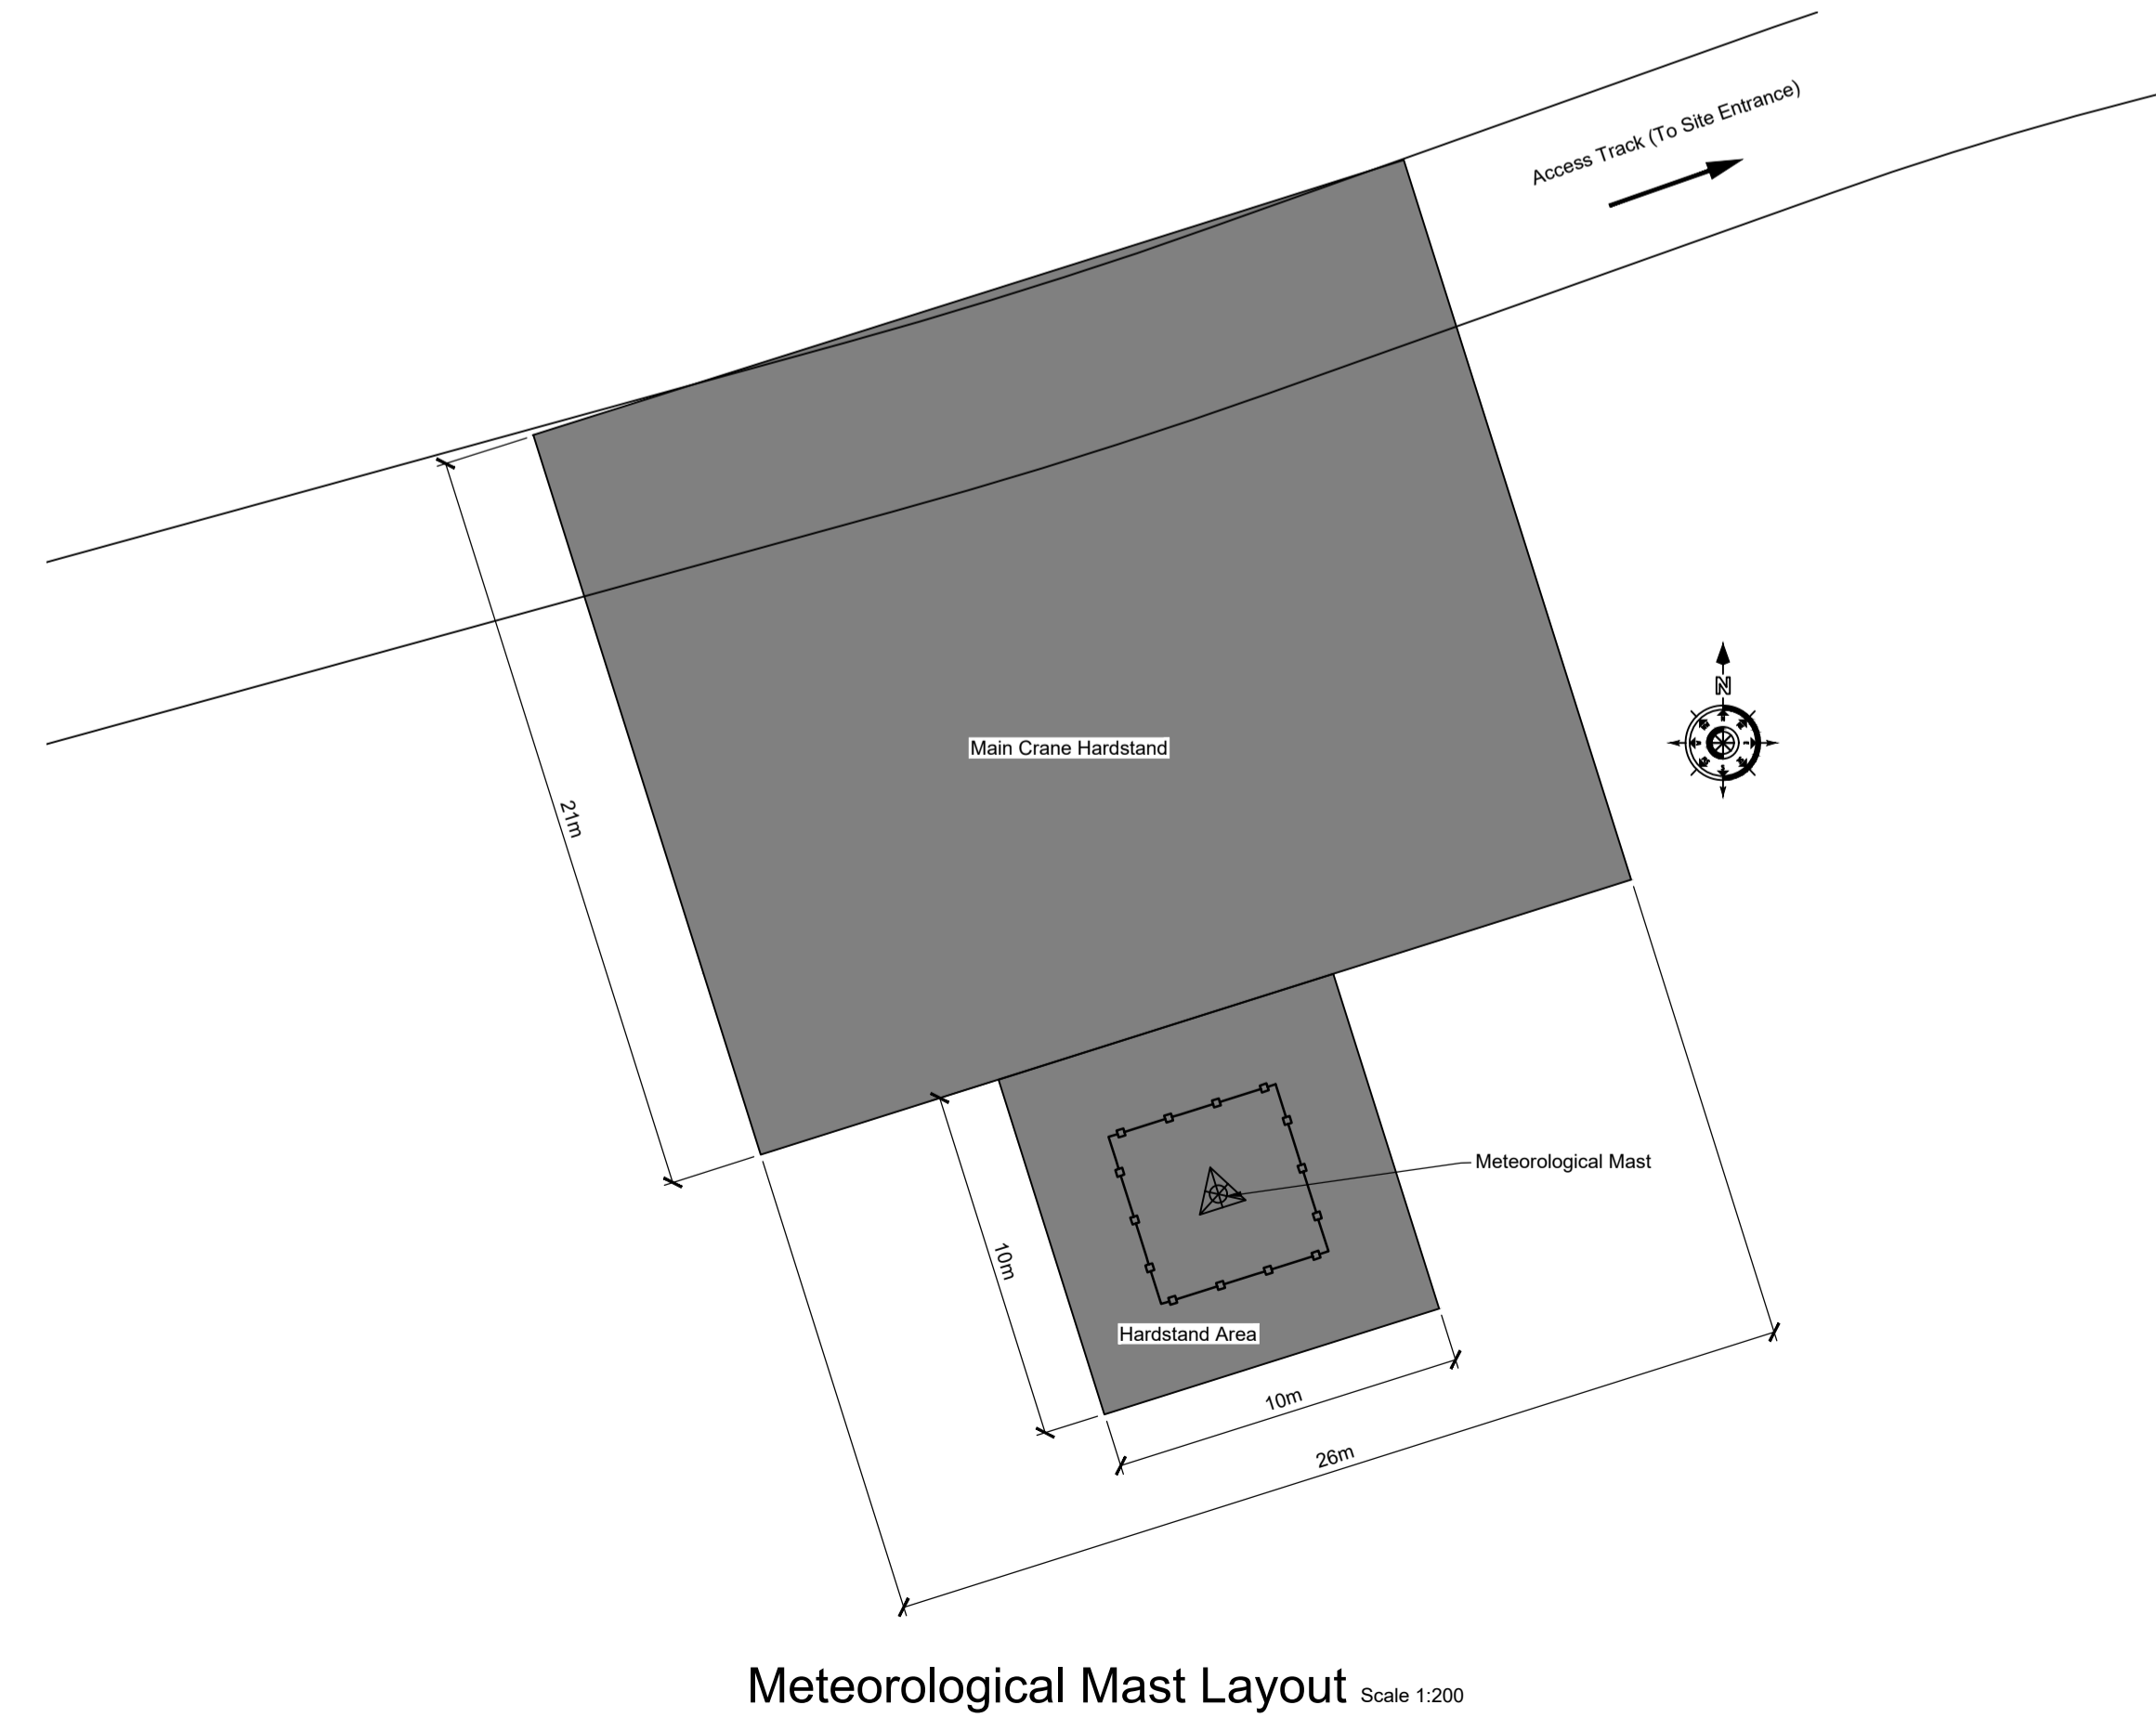 Access Track (To Site Entrance)
N
Main Crane Hardstand
21m
Meteorological Mast
10m
Hardstand Area
10m
26m
Meteorological Mast Layout Scale 1:200